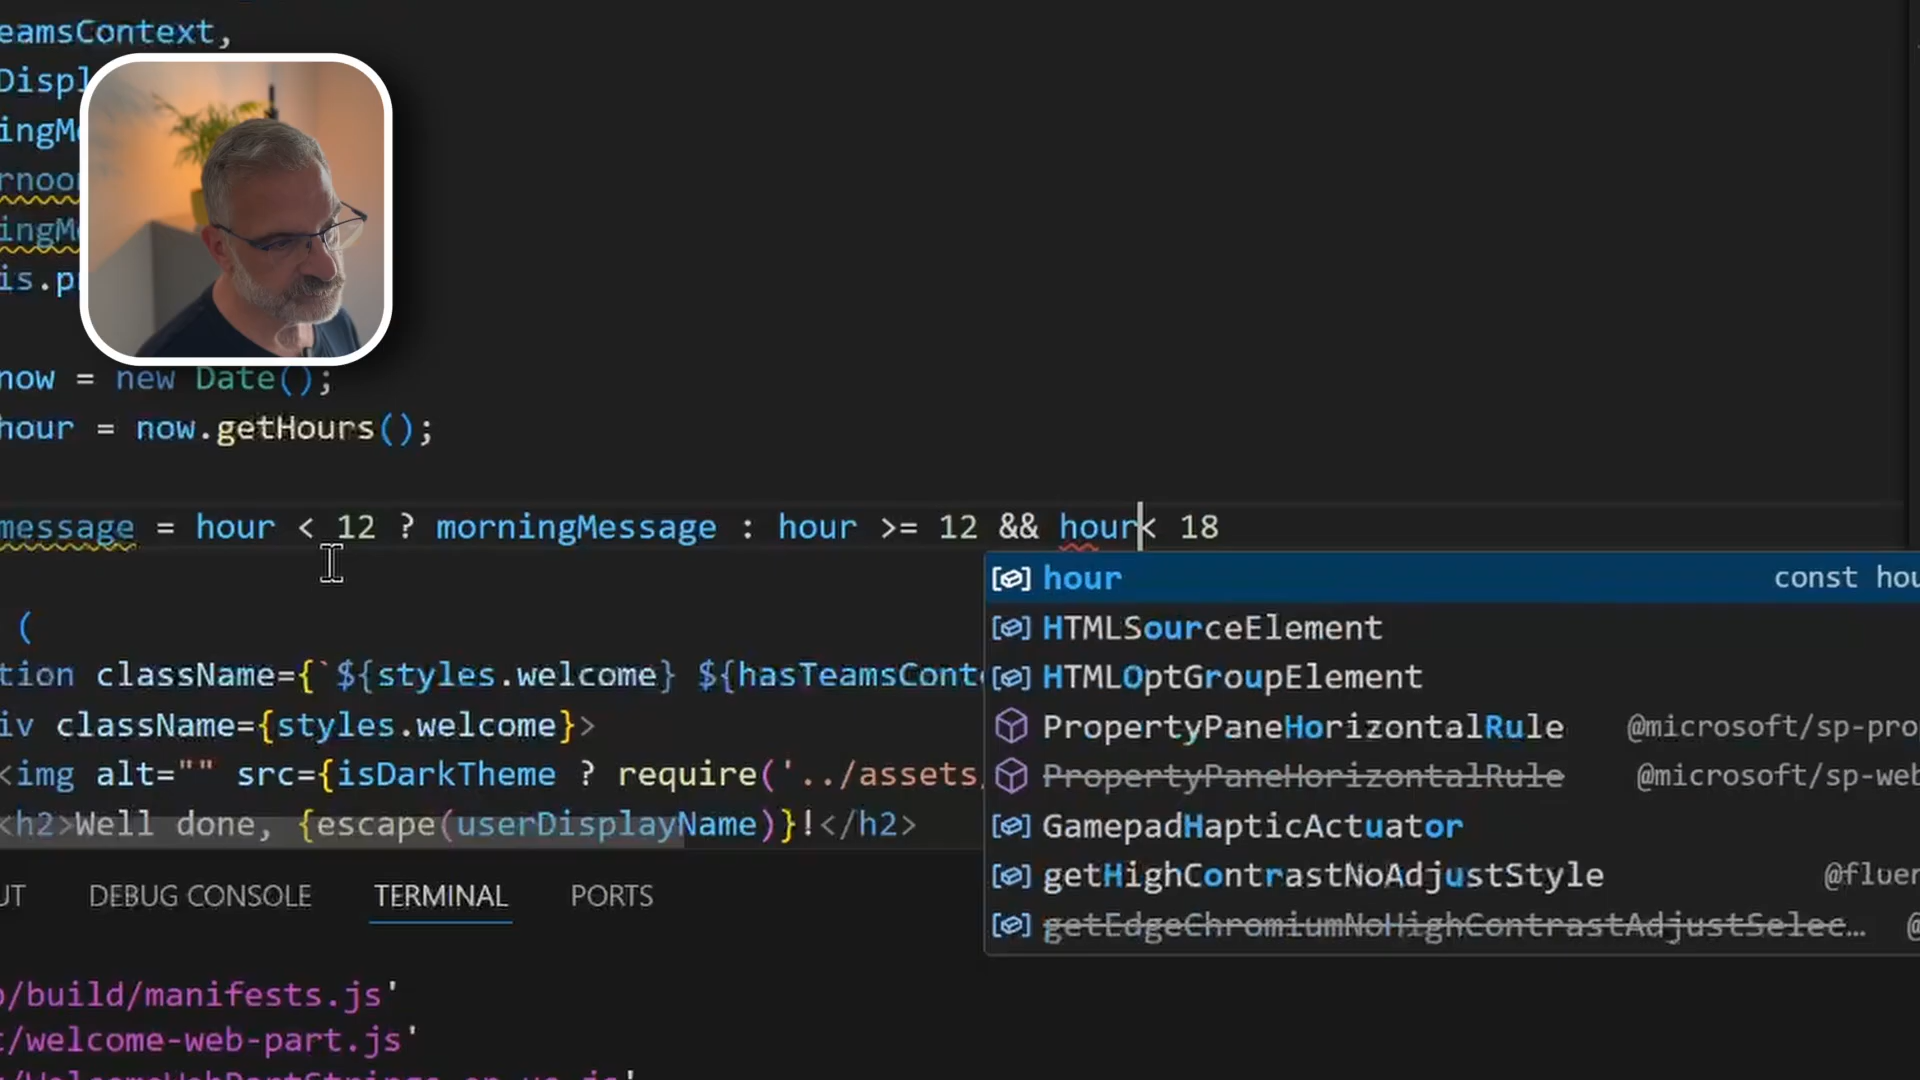 eamsContext,
Displ
ingM
rnoor
ingM
is.p
now = new Date();
hour = now.getHours();
message = hour < 12 ? morningMessage : hour >= 12 && hour< 18
hour const hou
(
HTMLSourceElement
tion className={`${styles.welcome} ${hasTeamsCont
HTMLOptGroupElement
iv className={styles.welcome}>
PropertyPaneHorizontalRule @microsoft/sp-pro
<img alt="" src={isDarkTheme ? require('../assets
PropertyPaneHorizontalRule @microsoft/sp-web
<h2>Well done, {escape(userDisplayName)}!</h2>
GamepadHapticActuator
getHighContrastNoAdjustStyle @fluen
UT DEBUG CONSOLE TERMINAL PORTS
getEdgeChromiumNoHighContrastAdjustSelec… @
/build/manifests.js'
/welcome-web-part.js'